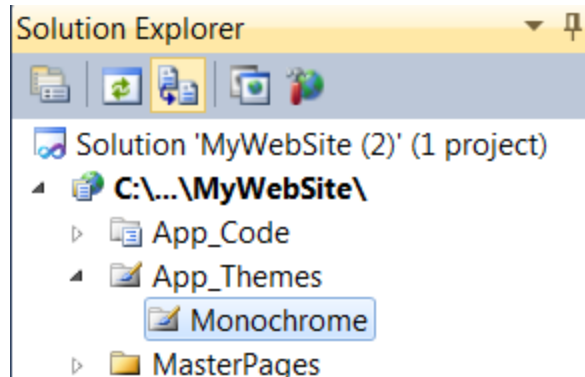 Solution Explorer
Solution 'MyWebSite (2)' (1 project)
C:\...\MyWebSite\
App_Code
App_Themes
Monochrome
MasterPages